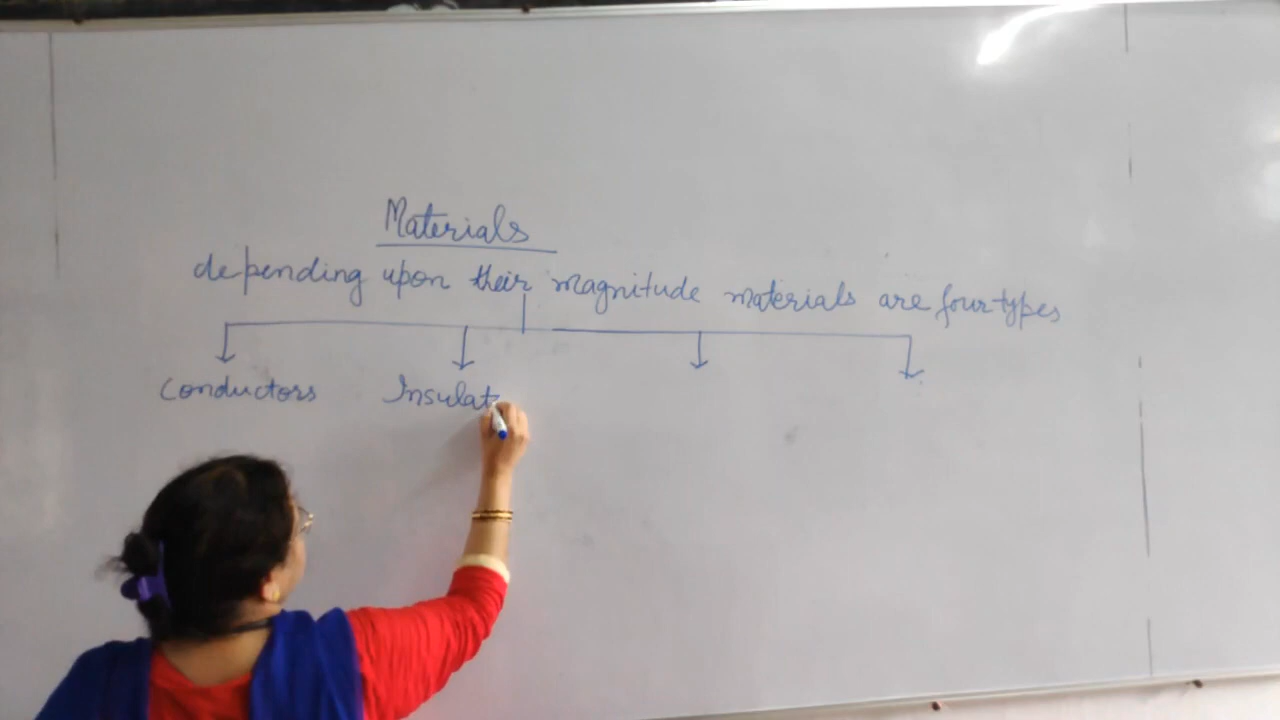 Materials
depending upon their magnitude materials are four types
Conductors Insulat